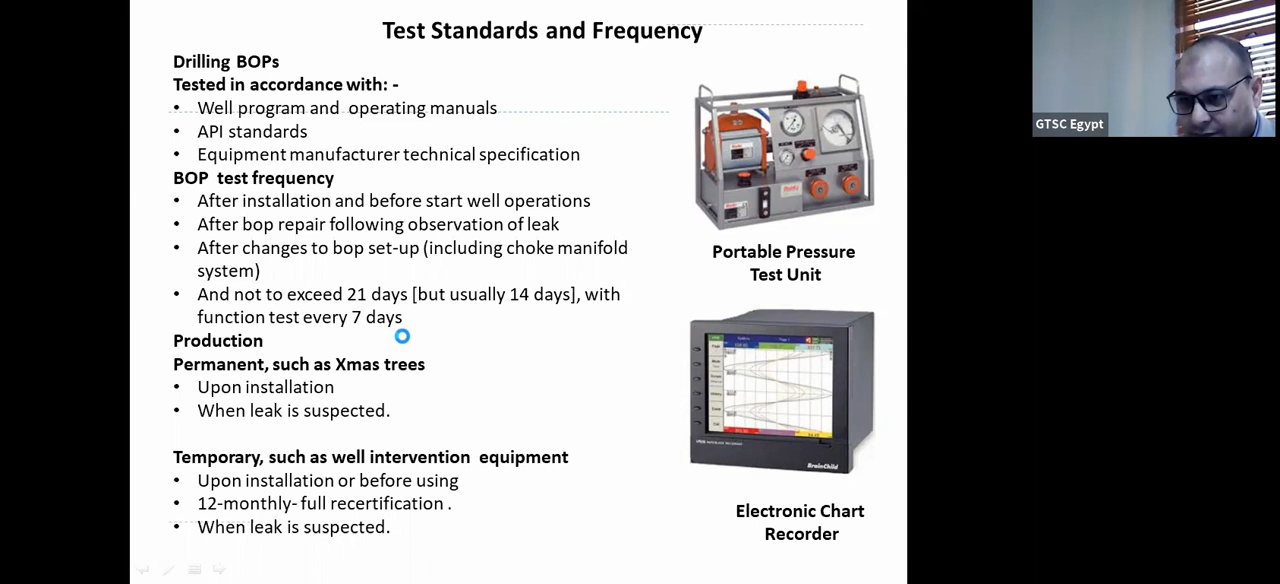 Test Standards and Frequency
Drilling BOPs
Tested in accordance with: -
• Well program and operating manuals
• API standards
• Equipment manufacturer technical specification
BOP test frequency
• After installation and before start well operations
• After bop repair following observation of leak
• After changes to bop set-up (including choke manifold
system)
• And not to exceed 21 days [but usually 14 days], with
function test every 7 days
Production
Permanent, such as Xmas trees
• Upon installation
• When leak is suspected.
Temporary, such as well intervention equipment
• Upon installation or before using
• 12-monthly- full recertification .
• When leak is suspected.
Portable Pressure
Test Unit
BrainChild
Electronic Chart
Recorder
GTSC Egypt